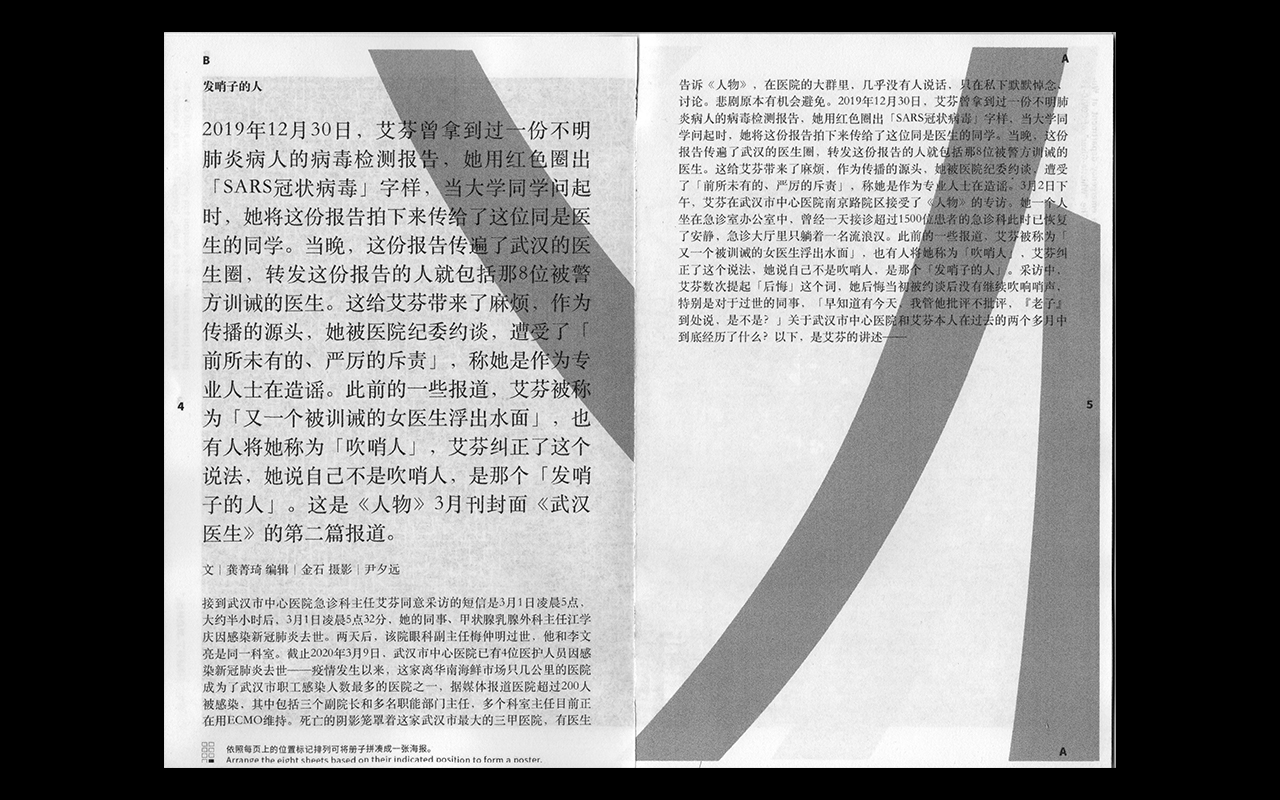 B
发哨子的人
2019年12月30日，艾芬曾拿到过一份不明
肺炎病人的病毒检测报告，她用红色圈出
「SARS冠状病毒」字样，当大学同学问起
时，她将这份报告拍下来传给了这位同是医
生的同学。当晚，这份报告传遍了武汉的医
生圈，转发这份报告的人就包括那8位被警
方训诫的医生。这给艾芬带来了麻烦，作为
传播的源头，她被医院纪委约谈，遭受了「
前所未有的、严厉的斥责」，称她是作为专
业人士在造谣。此前的一些报道，艾芬被称
为「又一个被训诫的女医生浮出水面」，也
有人将她称为「吹哨人」，艾芬纠正了这个
说法，她说自己不是吹哨人，是那个「发哨
子的人」。这是《人物》3月刊封面《武汉
医生》的第二篇报道。
文｜龚菁琦 编辑｜金石 摄影｜尹夕远
接到武汉市中心医院急诊科主任艾芬同意采访的短信是3月1日凌晨5点，
大约半小时后，3月1日凌晨5点32分，她的同事、甲状腺乳腺外科主任江学
庆因感染新冠肺炎去世。两天后，该院眼科副主任梅仲明过世，他和李文
亮是同一科室。截止2020年3月9日，武汉市中心医院已有4位医护人员因感
染新冠肺炎去世——疫情发生以来，这家离华南海鲜市场只几公里的医院
成为了武汉市职工感染人数最多的医院之一，据媒体报道医院超过200人
被感染，其中包括三个副院长和多名职能部门主任，多个科室主任目前正
在用ECMO维持。死亡的阴影笼罩着这家武汉市最大的三甲医院，有医生
4
依照每页上的位置标记排列可将册子拼凑成一张海报。
Arrange the eight sheets based on their indicated position to form a poster.
A
告诉《人物》，在医院的大群里，几乎没有人说话，只在私下默默悼念、
讨论。悲剧原本有机会避免。2019年12月30日，艾芬曾拿到过一份不明肺
炎病人的病毒检测报告，她用红色圈出「SARS冠状病毒」字样，当大学同
学问起时，她将这份报告拍下来传给了这位同是医生的同学。当晚，这份
报告传遍了武汉的医生圈，转发这份报告的人就包括那8位被警方训诫的
医生。这给艾芬带来了麻烦，作为传播的源头，她被医院纪委约谈，遭受
了「前所未有的、严厉的斥责」，称她是作为专业人士在造谣。3月2日下
午，艾芬在武汉市中心医院南京路院区接受了《人物》的专访。她一个人
坐在急诊室办公室中，曾经一天接诊超过1500位患者的急诊科此时已恢复
了安静，急诊大厅里只躺着一名流浪汉。此前的一些报道，艾芬被称为「
又一个被训诫的女医生浮出水面」，也有人将她称为「吹哨人」，艾芬纠
正了这个说法，她说自己不是吹哨人，是那个「发哨子的人」。采访中，
艾芬数次提起「后悔」这个词，她后悔当初被约谈后没有继续吹响哨声，
特别是对于过世的同事，「早知道有今天，我管他批评不批评，『老子』
到处说，是不是？」关于武汉市中心医院和艾芬本人在过去的两个多月中
到底经历了什么？以下，是艾芬的讲述——
5
A